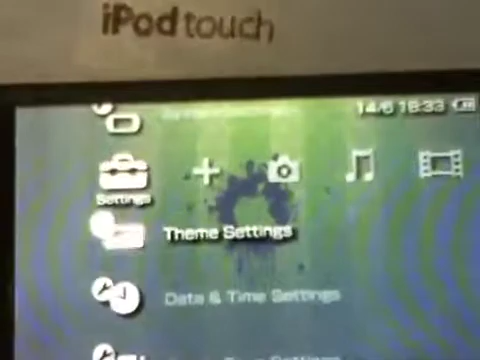 iPod touch
14/6 18:33
Settings
Theme Settings
Date & Time Settings